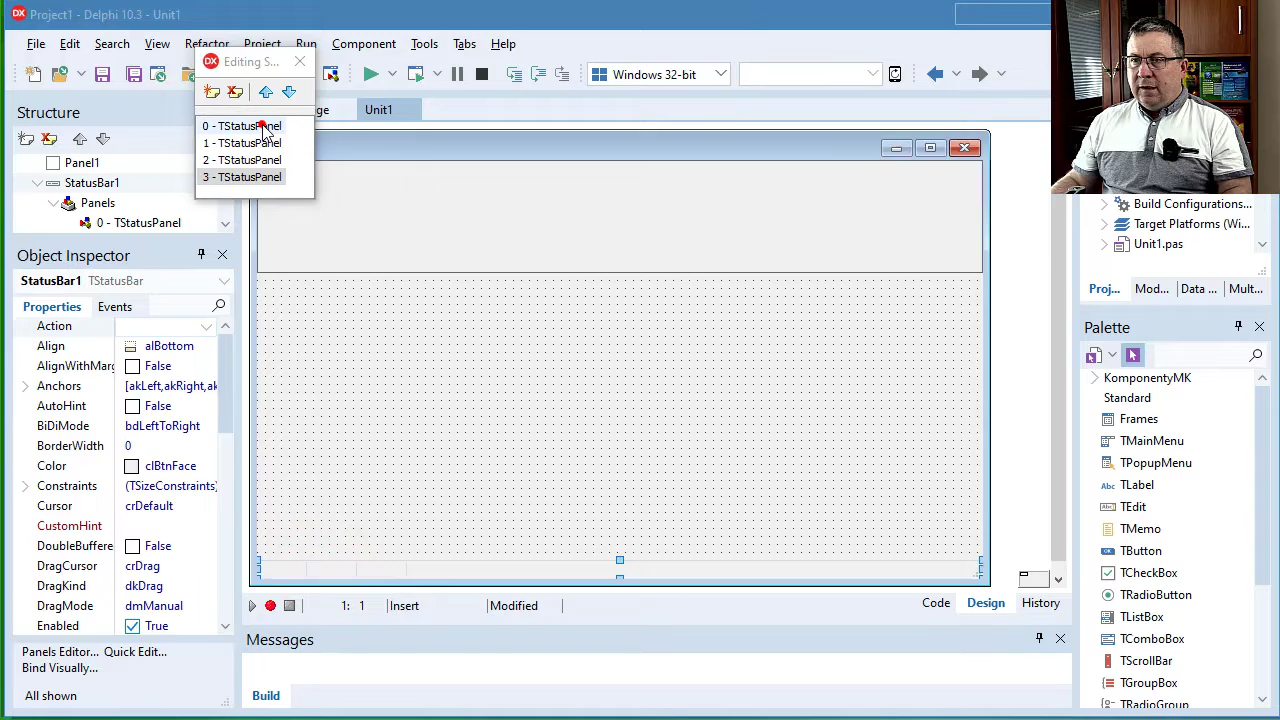 Project1 - Delphi 10.3 - Unit1
File Edit Search View Refactor Project Run Component Tools Tabs Help
Editing S...
Windows 32-bit
Unit1
Structure
0 - TStatusPanel
1 - TStatusPanel
2 - TStatusPanel
3 - TStatusPanel
Panel1
StatusBar1
Panels
0 - TStatusPanel
Object Inspector
StatusBar1 TStatusBar
Properties Events
Action
Align alBottom
AlignWithMarg False
Anchors [akLeft,akRight,ak
AutoHint False
BiDiMode bdLeftToRight
BorderWidth 0
Color clBtnFace
Constraints (TSizeConstraints)
Cursor crDefault
CustomHint
DoubleBuffere False
DragCursor crDrag
DragKind dkDrag
DragMode dmManual
Enabled True
Panels Editor... Quick Edit...
Bind Visually...
All shown
1: 1 Insert Modified
Code Design History
Messages
Build
Build Configurations...
Target Platforms (Wi...
Unit1.pas
Proj... Mod... Data ... Mult...
Palette
KomponentyMK
Standard
Frames
TMainMenu
TPopupMenu
TLabel
TEdit
TMemo
TButton
TCheckBox
TRadioButton
TListBox
TComboBox
TScrollBar
TGroupBox
TRadioGroup